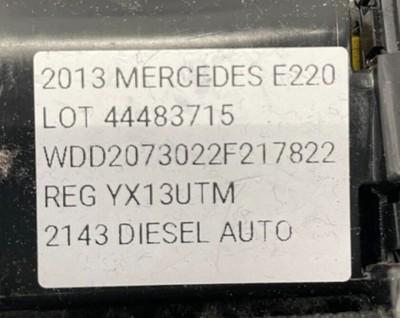 2013 MERCEDES E220
LOT 44483715
WDD2073022F217822
REG YX13UTM
2143 DIESEL AUTO